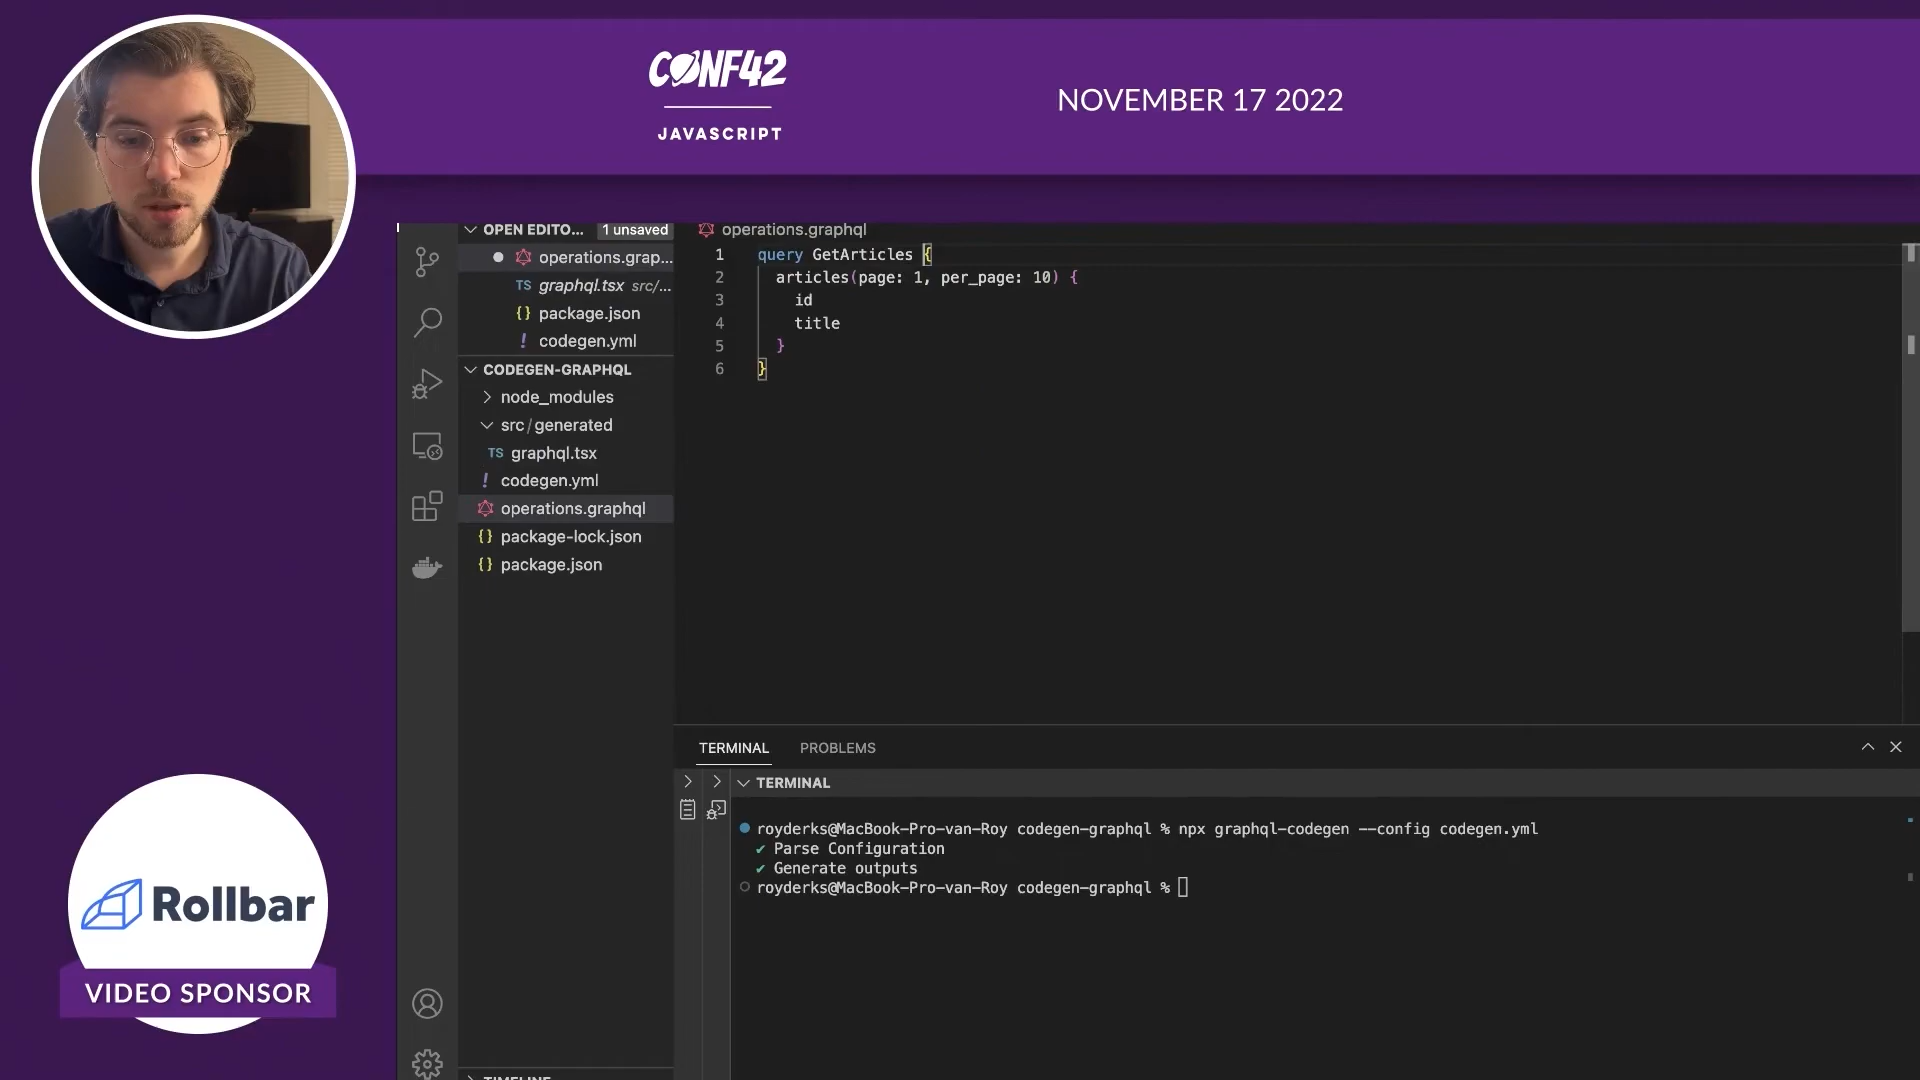 CONF42
JAVASCRIPT
NOVEMBER 17 2022
OPEN EDITO... 1 unsaved
operations.grap...
TS graphql.tsx src/...
{} package.json
! codegen.yml
CODEGEN-GRAPHQL
node_modules
src/generated
TS graphql.tsx
! codegen.yml
operations.graphql
{} package-lock.json
{} package.json
TIMELINE
operations.graphql
1 query GetArticles {
2 articles(page: 1, per_page: 10) {
3 id
4 title
5 }
6 }
TERMINAL PROBLEMS
TERMINAL
royderks@MacBook-Pro-van-Roy codegen-graphql % npx graphql-codegen --config codegen.yml
✔ Parse Configuration
✔ Generate outputs
royderks@MacBook-Pro-van-Roy codegen-graphql %
Rollbar
VIDEO SPONSOR